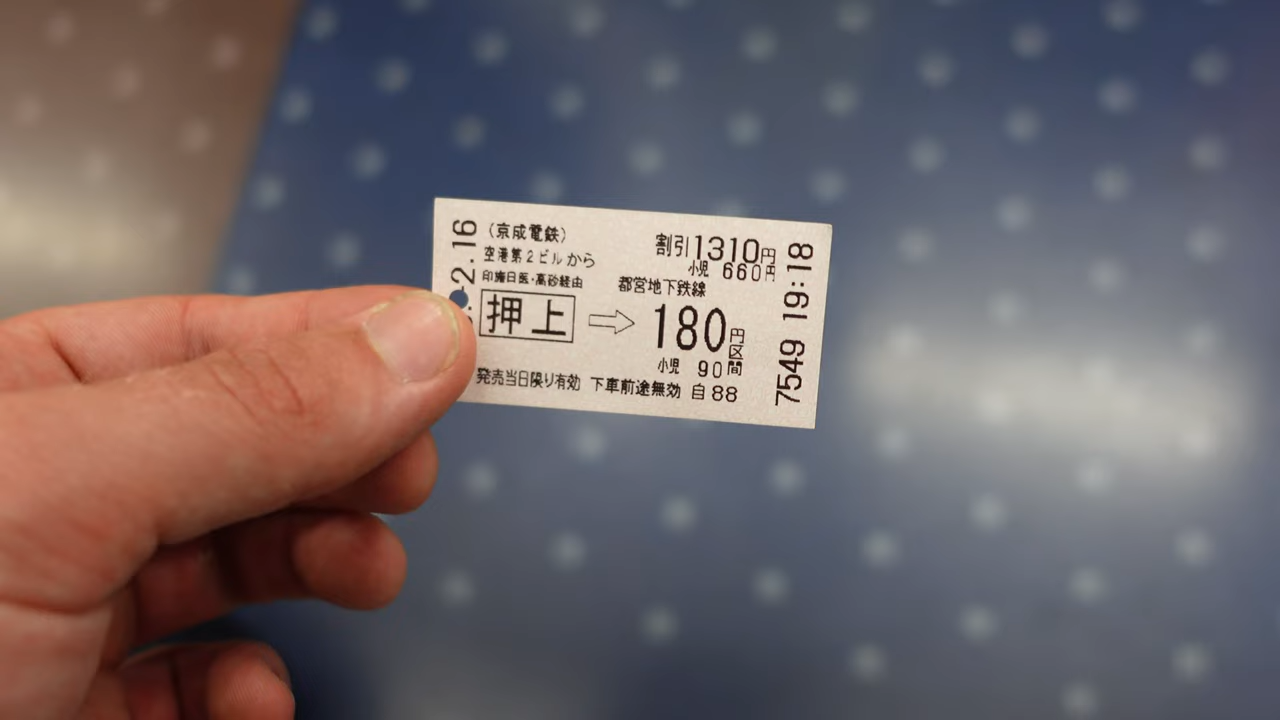 2.16
(京成電鉄)
空港第2ビルから
印旛日医・高砂経由
押上
割引1310円
小児 660円
都営地下鉄線
⇨ 180円区間
小児 90
発売当日限り有効 下車前途無効 自88
7549 19:18